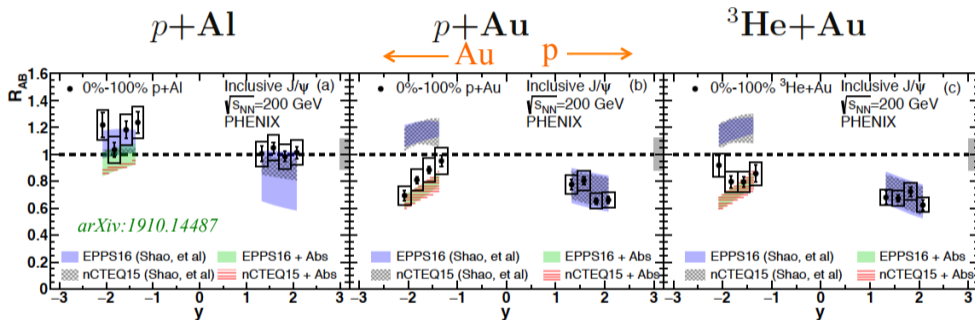 p+Al
p+Au
³He+Au
Au
p
R_AB
1.6
1.4
1.2
1
0.8
0.6
0.4
0.2
0
0%-100% p+Al
Inclusive J/ψ (a)
√s_NN=200 GeV
PHENIX
arXiv:1910.14487
EPPS16 (Shao, et al)
EPPS16 + Abs
nCTEQ15 (Shao, et al)
nCTEQ15 + Abs
−3 −2 −1 0 1 2 3
y
0%-100% p+Au
Inclusive J/ψ (b)
√s_NN=200 GeV
PHENIX
EPPS16 (Shao, et al)
EPPS16 + Abs
nCTEQ15 (Shao, et al)
nCTEQ15 + Abs
−3 −2 −1 0 1 2 3
y
0%-100% ³He+Au
Inclusive J/ψ (c)
√s_NN=200 GeV
PHENIX
EPPS16 (Shao, et al)
EPPS16 + Abs
nCTEQ15 (Shao, et al)
nCTEQ15 + Abs
−3 −2 −1 0 1 2 3
y